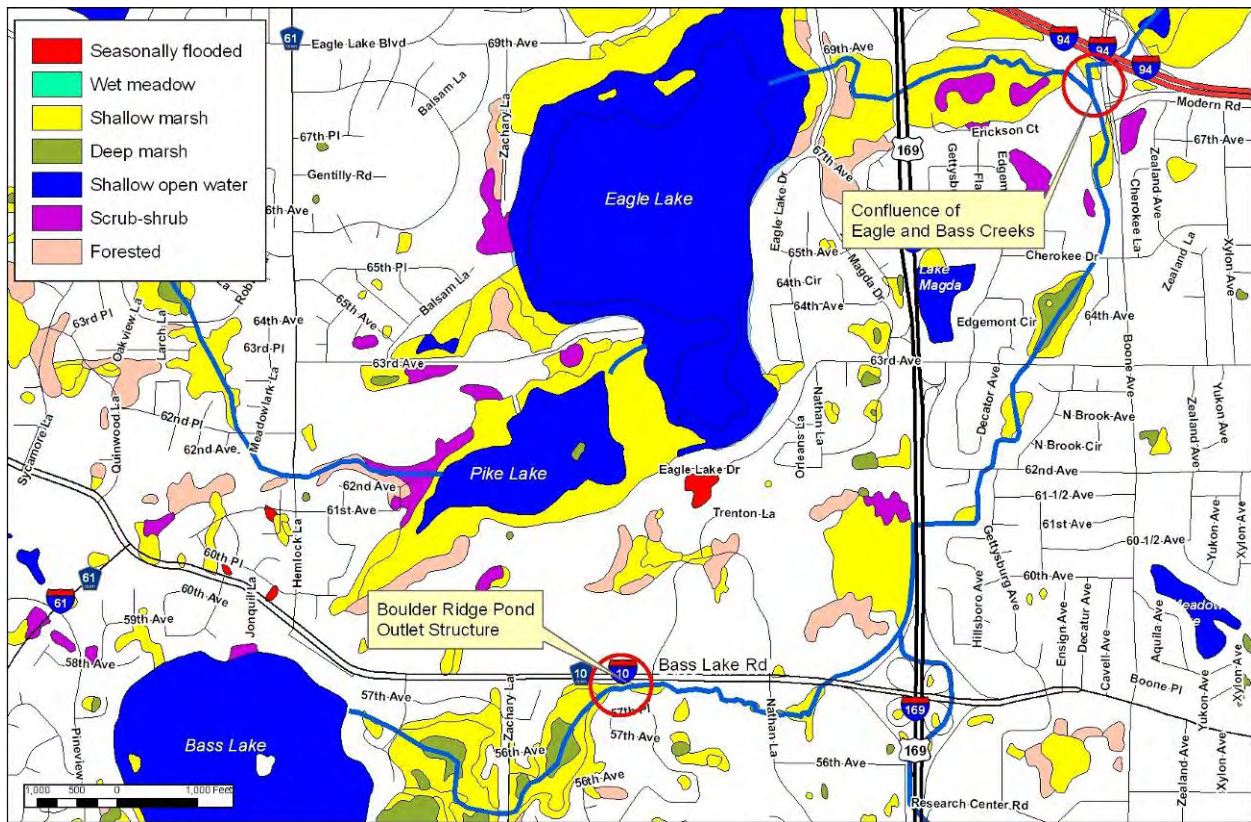 Seasonally flooded
Wet meadow
Shallow marsh
Deep marsh
Shallow open water
Scrub-shrub
Forested
61
Eagle Lake Blvd
69th Ave
Balsam La
Zachary La
67th Pl
Gentilly Rd
6th Ave
69th Ave
94
94
94
Modern Rd
67th Ave
Erickson Ct
169
67th Ave
Eagle Lake
Eagle Lake Dr
Confluence of
Eagle and Bass Creeks
Zealand Ave
Cherokee La
Zealand La
Xylon Ave
65th Pl
Balsam La
65th Ave
65th Ave
64th Cir
64th Ave
Magda Dr
Lake
Magda
Cherokee Dr
Edgemont Cir
64th Ave
63rd Pl
Oakview La
Larch La
64th Ave
63rd Pl
63rd Ave
63rd Ave
Boone Ave
Decator Ave
Nathan La
Orleans La
N Brook Ave
N Brook Cir
Yukon Ave
Zealand Ave
Xylon Ave
Sycamore La
Quinwood La
62nd Pl
62nd Ave
Meadowlark La
Pike Lake
62nd Ave
61st Ave
Eagle Lake Dr
Trenton La
62nd Ave
61-1/2 Ave
61st Ave
60-1/2 Ave
60th Ave
Gettysburg Ave
Hillsboro Ave
Yukon Ave
Xylon Ave
Hemlock La
60th Pl
60th Ave
Jonquil La
61
61
59th Ave
58th Ave
Boulder Ridge Pond
Outlet Structure
10
10
Bass Lake Rd
Ensign Ave
Decatur Ave
Cavell Ave
Aquila Ave
Boone Pl
Yukon Ave
Xylon Ave
57th Ave
Zachary La
57th Pl
57th Ave
56th Ave
56th Ave
Nathan La
169
169
56th Ave
Research Center Rd
Zealand Ave
Xylon Ave
Pineview
Bass Lake
1,000 500 0 1,000 Feet